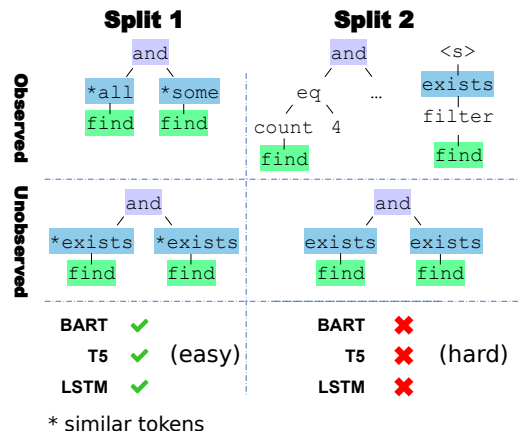 Split 1 Split 2
Observed
and and <s>
*all *some eq … exists
find find count 4 filter
find find
Unobserved
and and
*exists *exists exists exists
find find find find
BART ✓ BART ✖
T5 ✓ (easy) T5 ✖ (hard)
LSTM ✓ LSTM ✖
* similar tokens